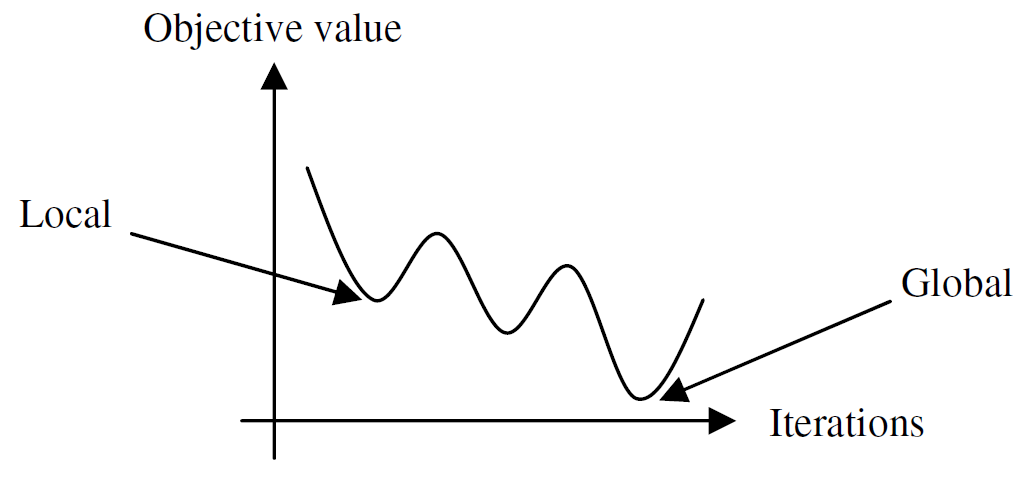 Objective value
Local
Global
Iterations